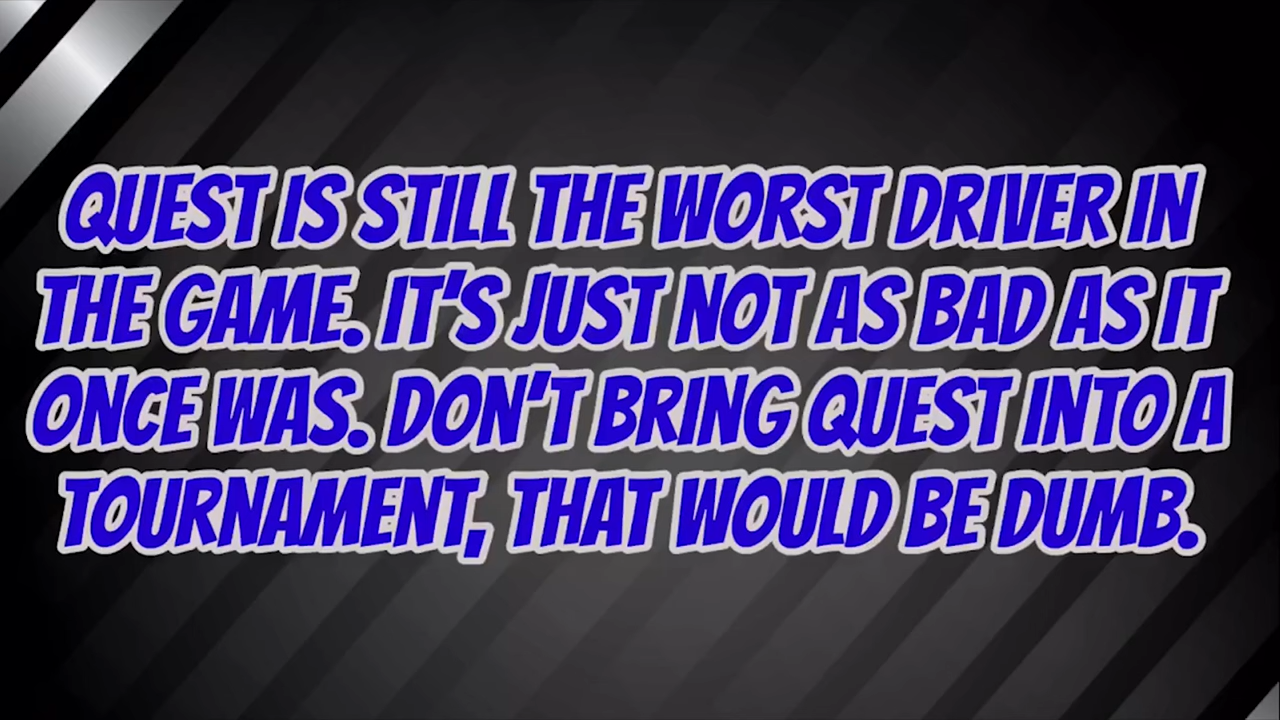 QUEST IS STILL THE WORST DRIVER IN
THE GAME. IT'S JUST NOT AS BAD AS IT
ONCE WAS. DON'T BRING QUEST INTO A
TOURNAMENT, THAT WOULD BE DUMB.